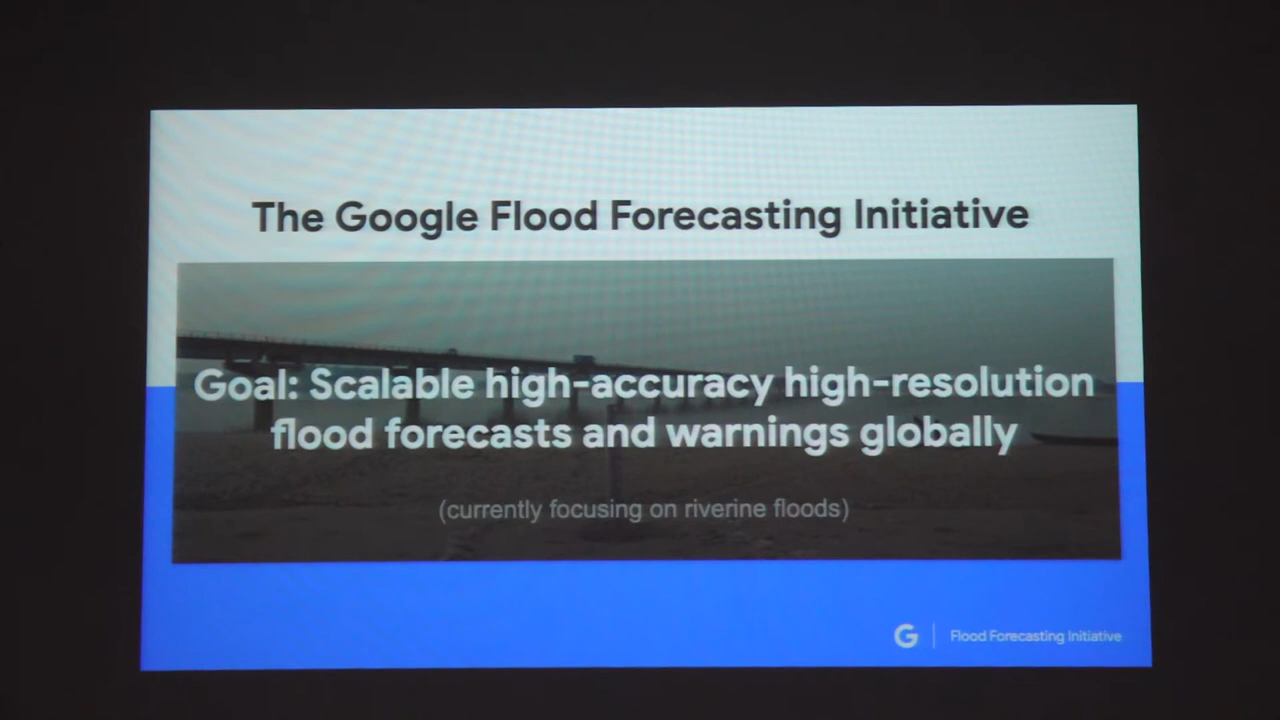 The Google Flood Forecasting Initiative
Goal: Scalable high-accuracy high-resolution
flood forecasts and warnings globally
(currently focusing on riverine floods)
G | Flood Forecasting Initiative